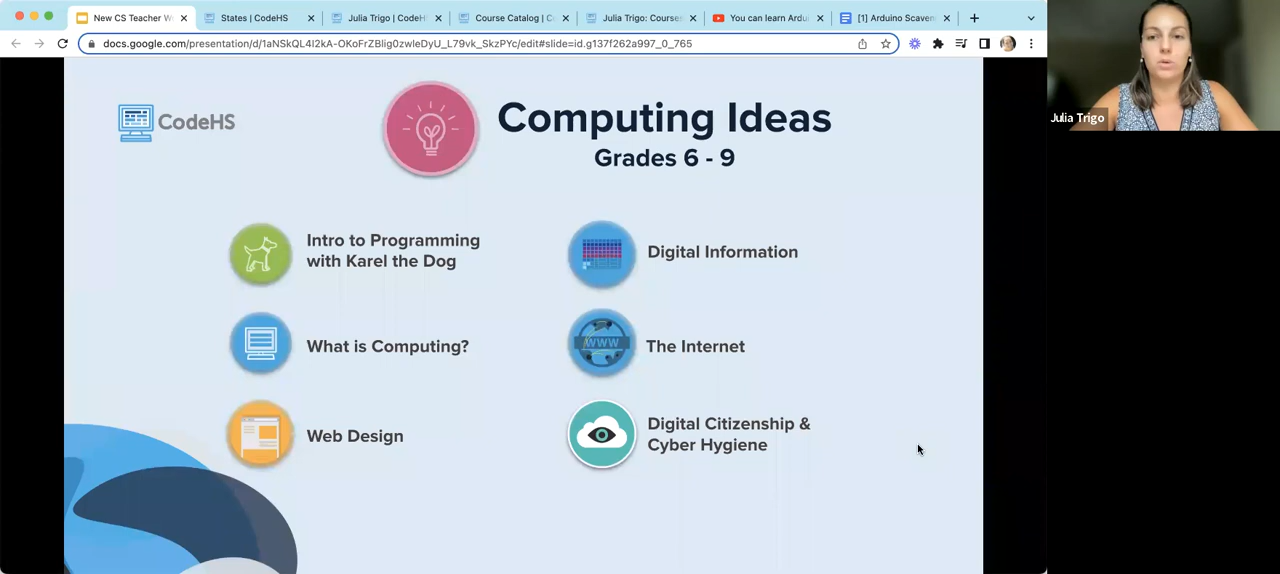 New CS Teacher W
States | CodeHS
Julia Trigo | CodeH
Course Catalog | C
Julia Trigo: Courses
You can learn Ardu
[1] Arduino Scaven
docs.google.com/presentation/d/1aNSkQL4I2kA-OKoFrZBlig0zwleDyU_L79vk_SkzPYc/edit#slide=id.g137f262a997_0_765
CodeHS
Computing Ideas
Grades 6 - 9
Intro to Programming
with Karel the Dog
Digital Information
What is Computing?
WWW
The Internet
Web Design
Digital Citizenship &
Cyber Hygiene
Julia Trigo